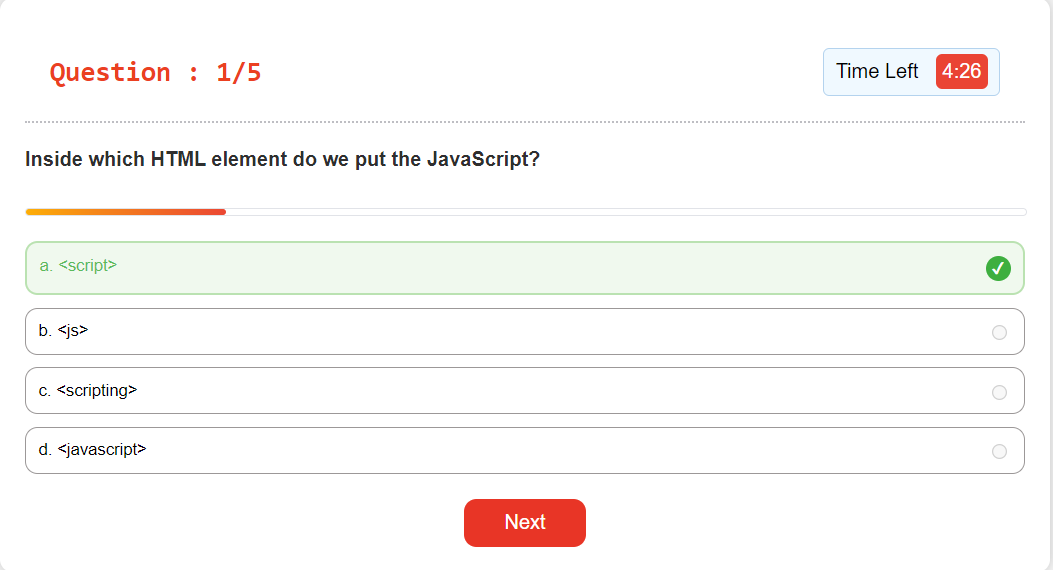 Question : 1/5
Time Left 4:26
Inside which HTML element do we put the JavaScript?
a. <script>
b. <js>
c. <scripting>
d. <javascript>
Next